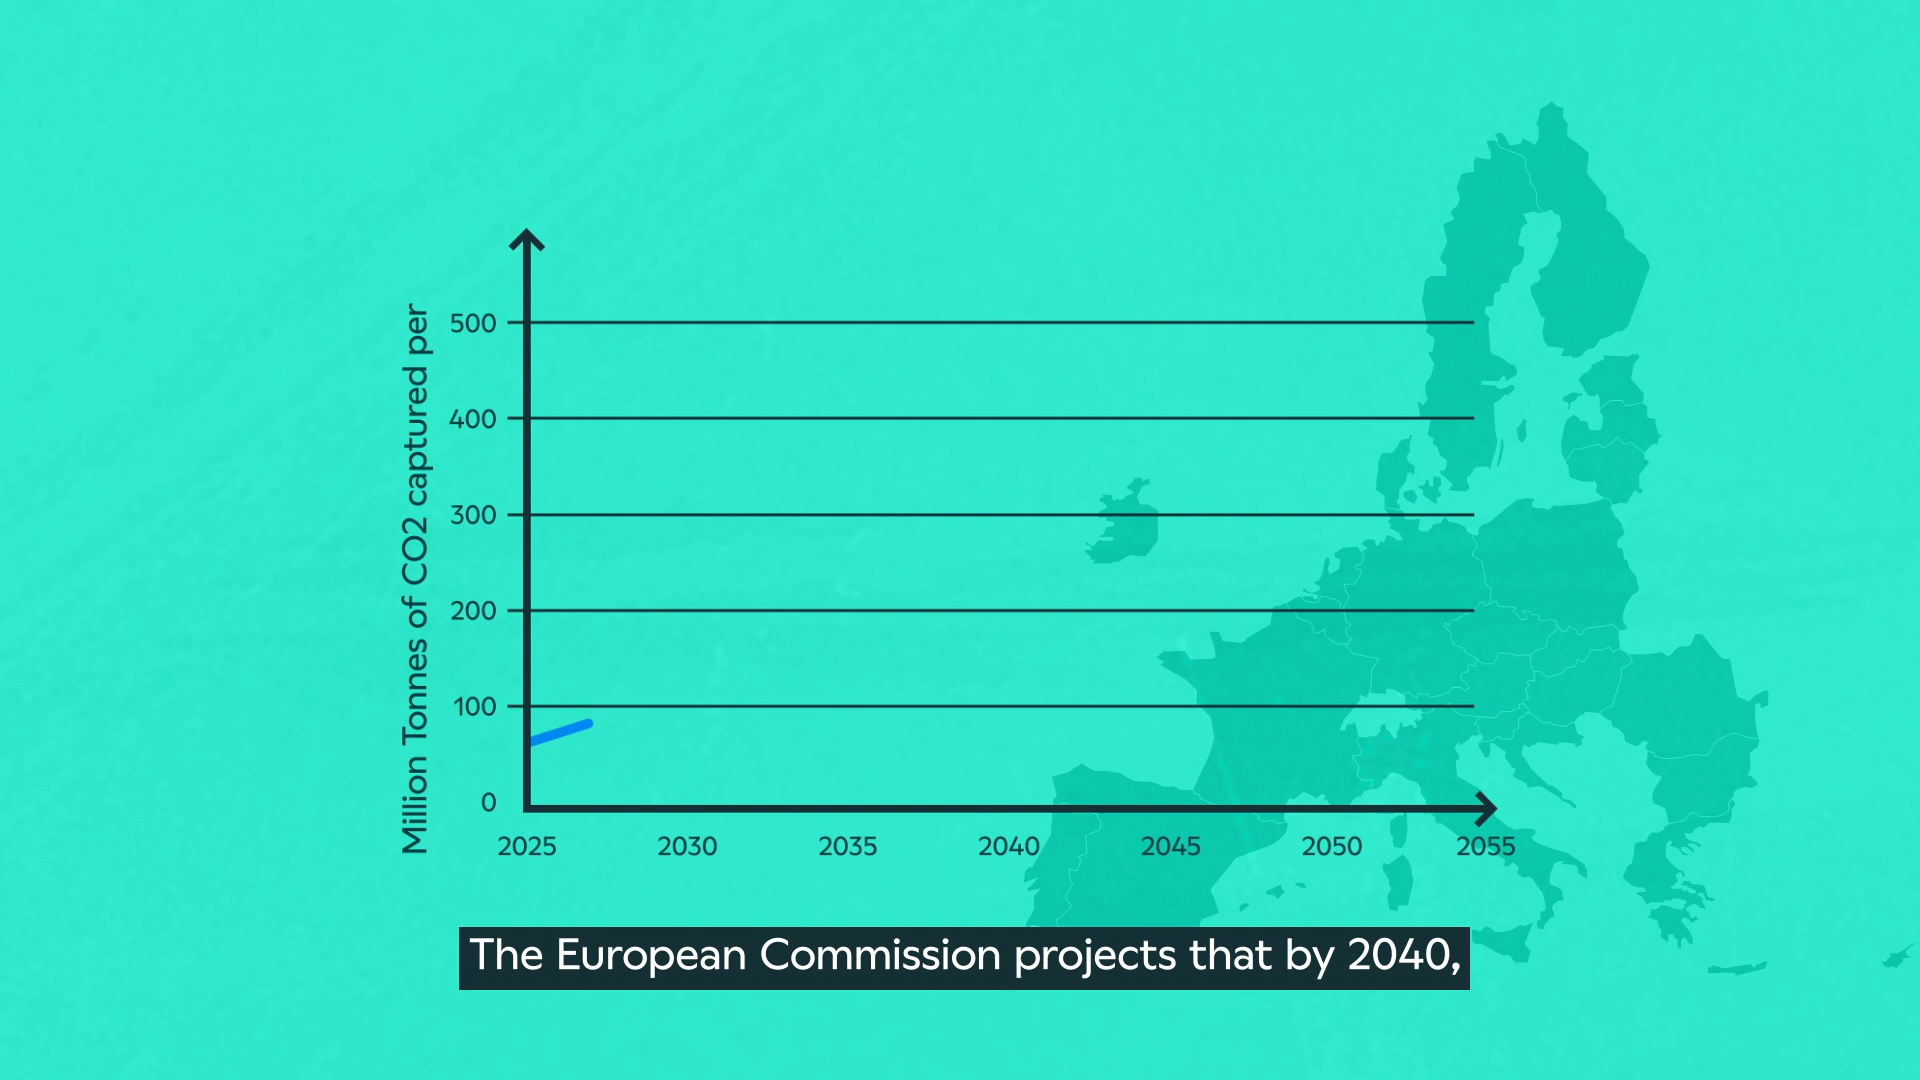 Million Tonnes of CO2 captured per
500
400
300
200
100
0
2025 2030 2035 2040 2045 2050 2055
The European Commission projects that by 2040,